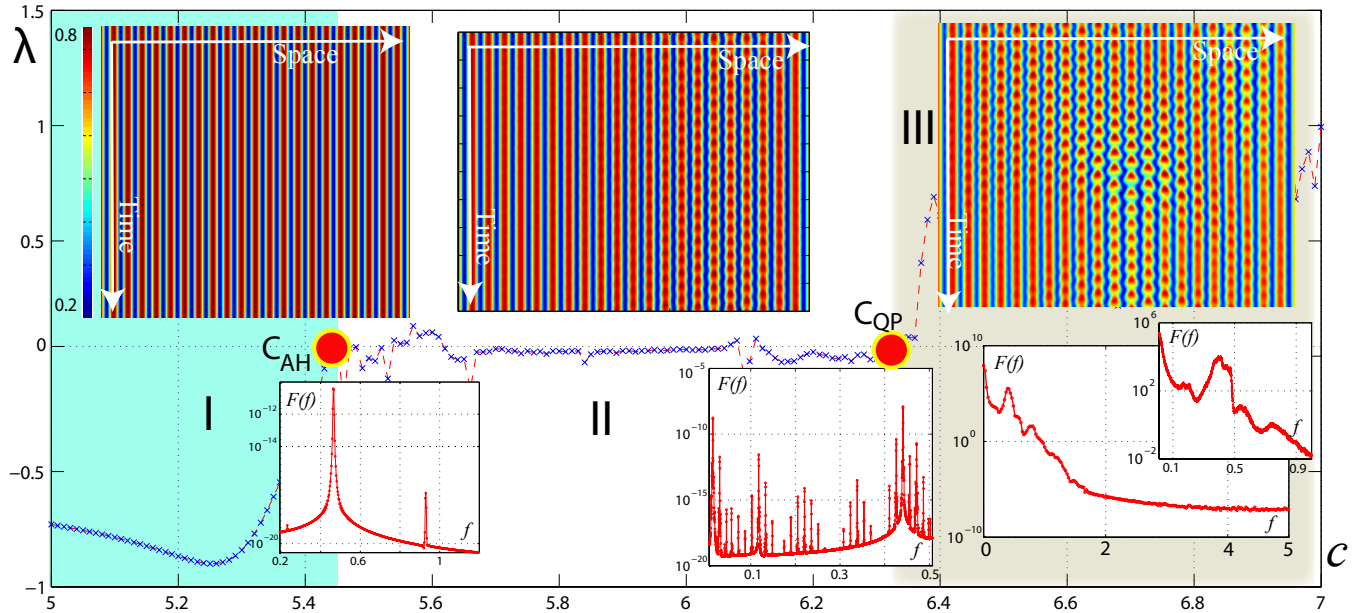 1.5
λ
0.8
Space
Space
Space
1
III
0.5
Time
Time
Time
0.2
C_AH
C_QP
0
I
II
F(f)
10^−12
10^−14
10^−20
0.2
0.6
1
f
10^−5
F(f)
10^−10
10^−15
10^−20
0.1
0.3
0.5
f
10^10
F(f)
10^0
10^−10
0
2
5
f
10^6
F(f)
10^2
10^−2
0.1
0.5
0.9
f
−0.5
−1
5
5.2
5.4
5.6
5.8
6
6.2
6.4
6.6
6.8
7
c